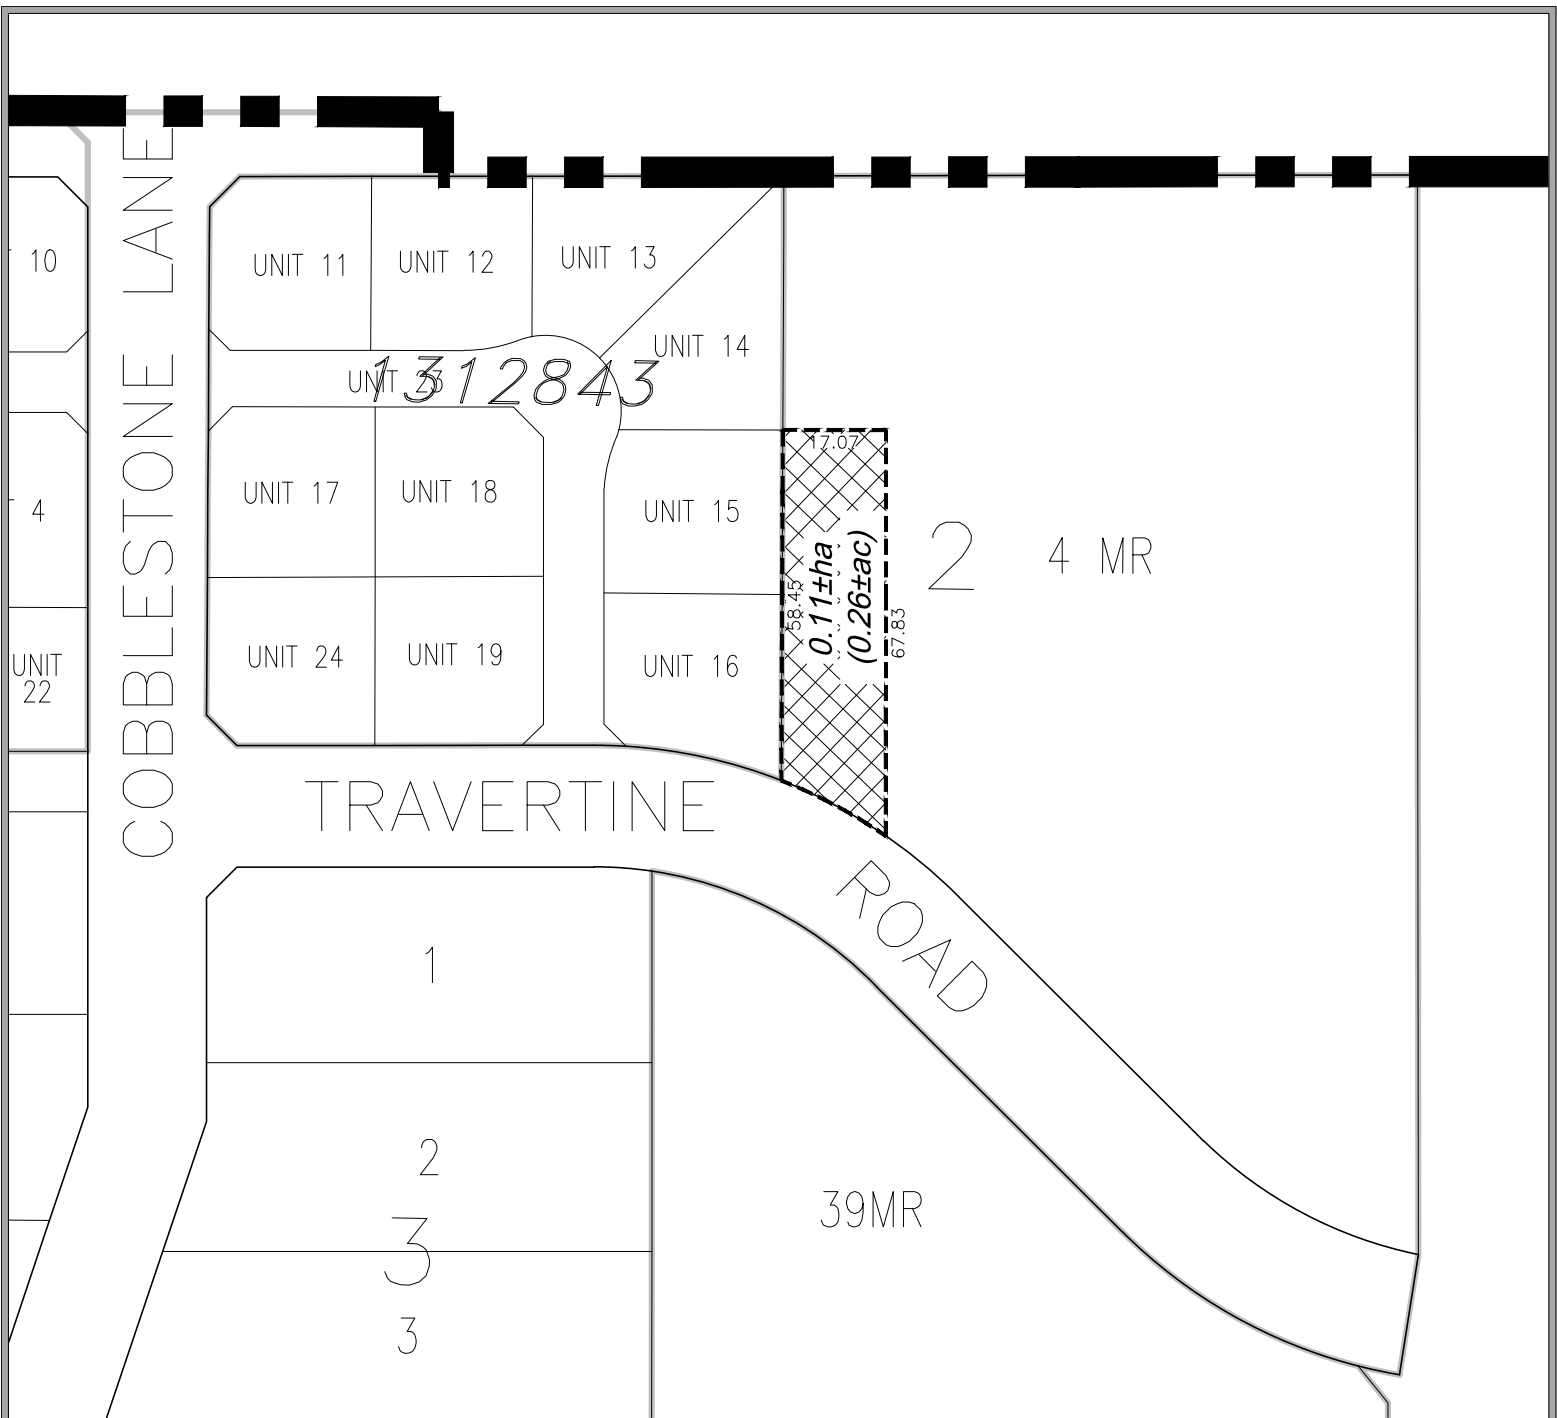 COBBLESTONE LANE
10
UNIT 11
UNIT 12
UNIT 13
UNIT 14
UNIT 23
1312843
17.07
4
UNIT 17
UNIT 18
UNIT 15
58.45
0.11±ha
(0.26±ac)
67.83
2
4 MR
UNIT
22
UNIT 24
UNIT 19
UNIT 16
TRAVERTINE ROAD
1
2
3
3
39MR